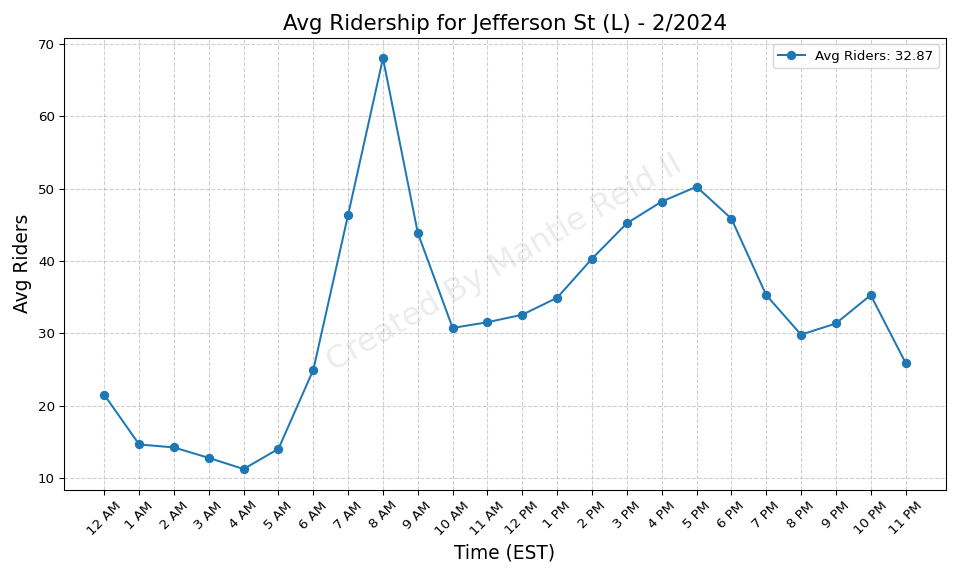 Avg Ridership for Jefferson St (L) - 2/2024
Avg Riders: 32.87
Avg Riders
70
60
50
40
30
20
10
Created By Mantie Reid II
12 AM
1 AM
2 AM
3 AM
4 AM
5 AM
6 AM
7 AM
8 AM
9 AM
10 AM
11 AM
12 PM
1 PM
2 PM
3 PM
4 PM
5 PM
6 PM
7 PM
8 PM
9 PM
10 PM
11 PM
Time (EST)